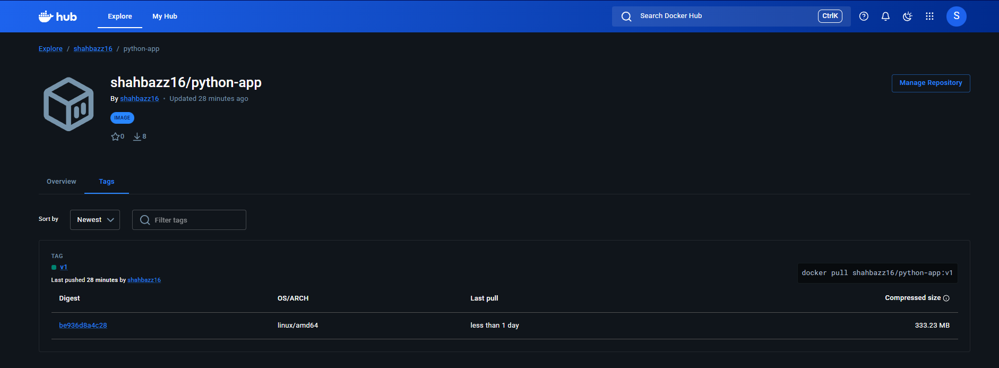 hub Explore My Hub Search Docker Hub CtrlK S
Explore / shahbazz16 / python-app
shahbazz16/python-app
Manage Repository
By shahbazz16 • Updated 28 minutes ago
IMAGE
0 8
Overview Tags
Sort by Newest Filter tags
TAG
v1
docker pull shahbazz16/python-app:v1
Last pushed 28 minutes by shahbazz16
Digest OS/ARCH Last pull Compressed size
be936d8a4c28 linux/amd64 less than 1 day 333.23 MB